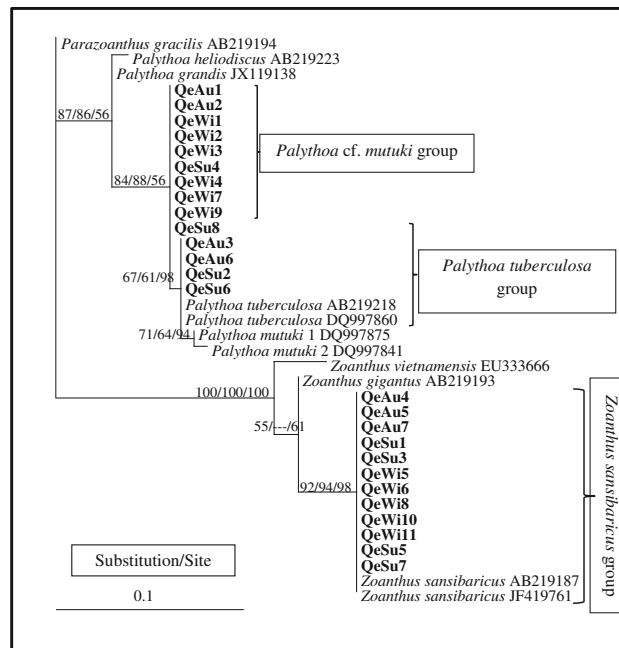 Parazoanthus gracilis AB219194
Palythoa heliodiscus AB219223
Palythoa grandis JX119138
QeAu1
87/86/56
QeAu2
QeWi1
QeWi2
QeWi3
Palythoa cf. mutuki group
QeSu4
84/88/56
QeWi4
QeWi7
QeWi9
QeSu8
QeAu3
QeAu6
67/61/98
QeSu2
QeSu6
Palythoa tuberculosa
group
Palythoa tuberculosa AB219218
Palythoa tuberculosa DQ997860
71/64/94
Palythoa mutuki 1 DQ997875
Palythoa mutuki 2 DQ997841
Zoanthus vietnamensis EU333666
Zoanthus gigantus AB219193
100/100/100
QeAu4
QeAu5
55/---/61
QeAu7
QeSu1
QeSu3
QeWi5
92/94/98
QeWi6
QeWi8
QeWi10
QeWi11
QeSu5
QeSu7
Zoanthus sansibaricus AB219187
Zoanthus sansibaricus JF419761
Zoanthus sansibaricus group
Substitution/Site
0.1